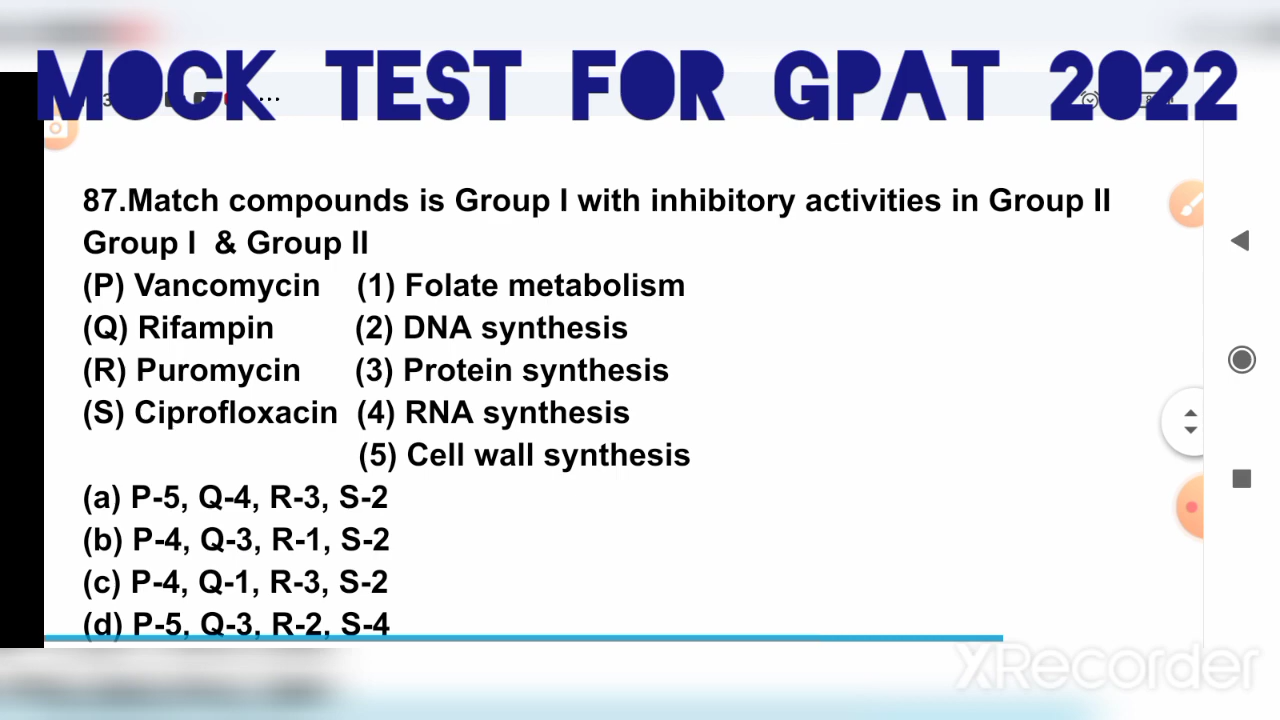 MOCK TEST FOR GPAT 2022
87.Match compounds is Group I with inhibitory activities in Group II
Group I & Group II
(P) Vancomycin (1) Folate metabolism
(Q) Rifampin (2) DNA synthesis
(R) Puromycin (3) Protein synthesis
(S) Ciprofloxacin (4) RNA synthesis
(5) Cell wall synthesis
(a) P-5, Q-4, R-3, S-2
(b) P-4, Q-3, R-1, S-2
(c) P-4, Q-1, R-3, S-2
(d) P-5, Q-3, R-2, S-4
XRecorder